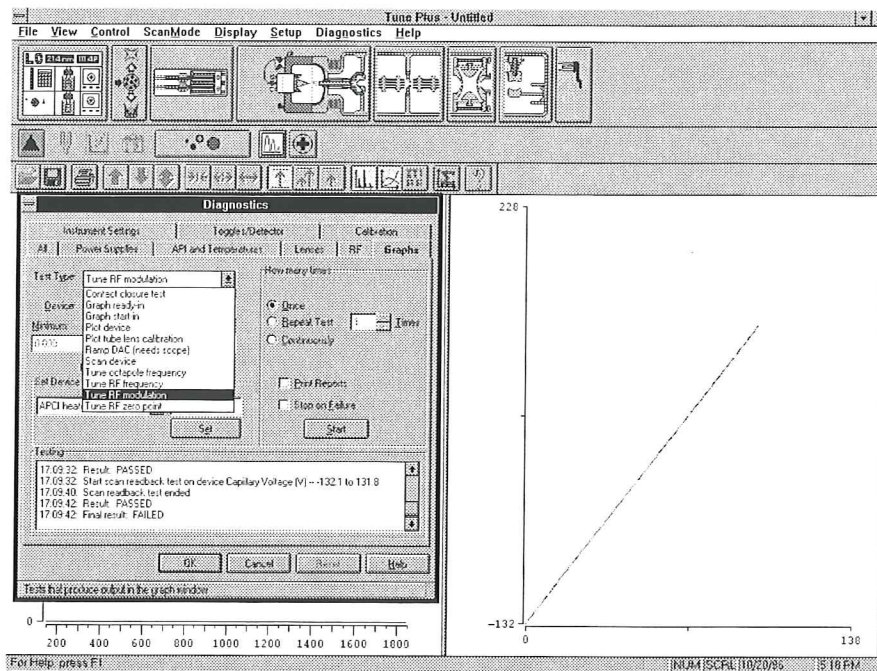 Tune Plus - Untitled
File View Control ScanMode Display Setup Diagnostics Help
Diagnostics
Instrument Settings Toggles/Detector Calibration
All Power Supplies API and Temperatures Lenses RF Graphs
Test Type: Tune RF modulation
Contact closure test
Graph ready-in
Graph start in
Plot device
Plot tube lens calibration
Ramp DAC (needs scope)
Scan device
Tune octapole frequency
Tune RF frequency
Tune RF modulation
Tune RF zero point
Device:
Minimum:
Set Device
APCI heat
Set
How many times
Once
Repeat Test Times
Continuously
Print Reports
Stop on Failure
Start
Testing
17:09:32: Result: PASSED
17:09:32: Start scan readback test on device Capillary Voltage (V) -- -132.1 to 131.8
17:09:40: Scan readback test ended
17:09:42: Result: PASSED
17:09:42: Final result: FAILED
OK Cancel Help
Tests that produce output in the graph window
228
-132
0 138
0
200 400 600 800 1000 1200 1400 1600 1800
For Help, press F1 NUM SCRL 10/20/96 5:18 PM